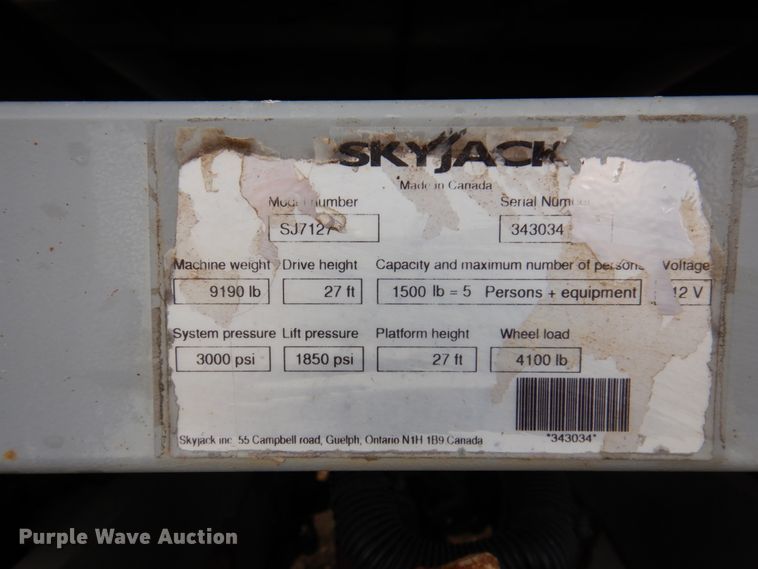 SKYJACK
Made in Canada
Model number Serial Number
SJ7127 343034
Machine weight Drive height Capacity and maximum number of persons Voltage
9190 lb 27 ft 1500 lb = 5 Persons + equipment 12 V
System pressure Lift pressure Platform height Wheel load
3000 psi 1850 psi 27 ft 4100 lb
Skyjack inc. 55 Campbell road, Guelph, Ontario N1H 1B9 Canada *343034*
Purple Wave Auction